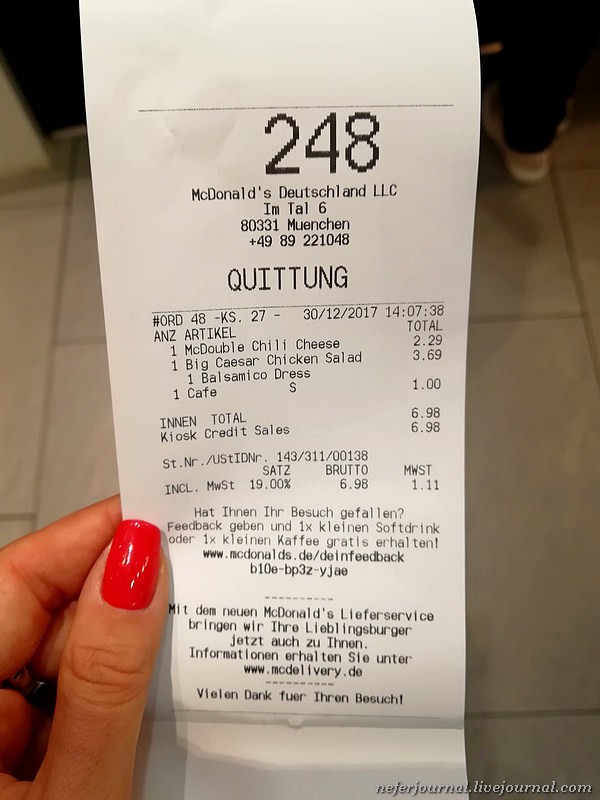 248
McDonald's Deutschland LLC
Im Tal 6
80331 Muenchen
+49 89 221048
QUITTUNG
#ORD 48 -KS. 27 - 30/12/2017 14:07:38
ANZ ARTIKEL TOTAL
1 McDouble Chili Cheese 2.29
1 Big Caesar Chicken Salad 3.69
1 Balsamico Dress
1 Cafe S 1.00
INNEN TOTAL 6.98
Kiosk Credit Sales 6.98
St.Nr./UStIDNr. 143/311/00138
SATZ BRUTTO MWST
INCL. MwSt 19.00% 6.98 1.11
Hat Ihnen Ihr Besuch gefallen?
Feedback geben und 1x kleinen Softdrink
oder 1x kleinen Kaffee gratis erhalten!
www.mcdonalds.de/deinfeedback
b10e-bp3z-yjae
----------
Mit dem neuen McDonald's Lieferservice
bringen wir Ihre Lieblingsburger
jetzt auch zu Ihnen.
Informationen erhalten Sie unter
www.mcdelivery.de
----------
Vielen Dank fuer Ihren Besuch!
neferjournal.livejournal.com